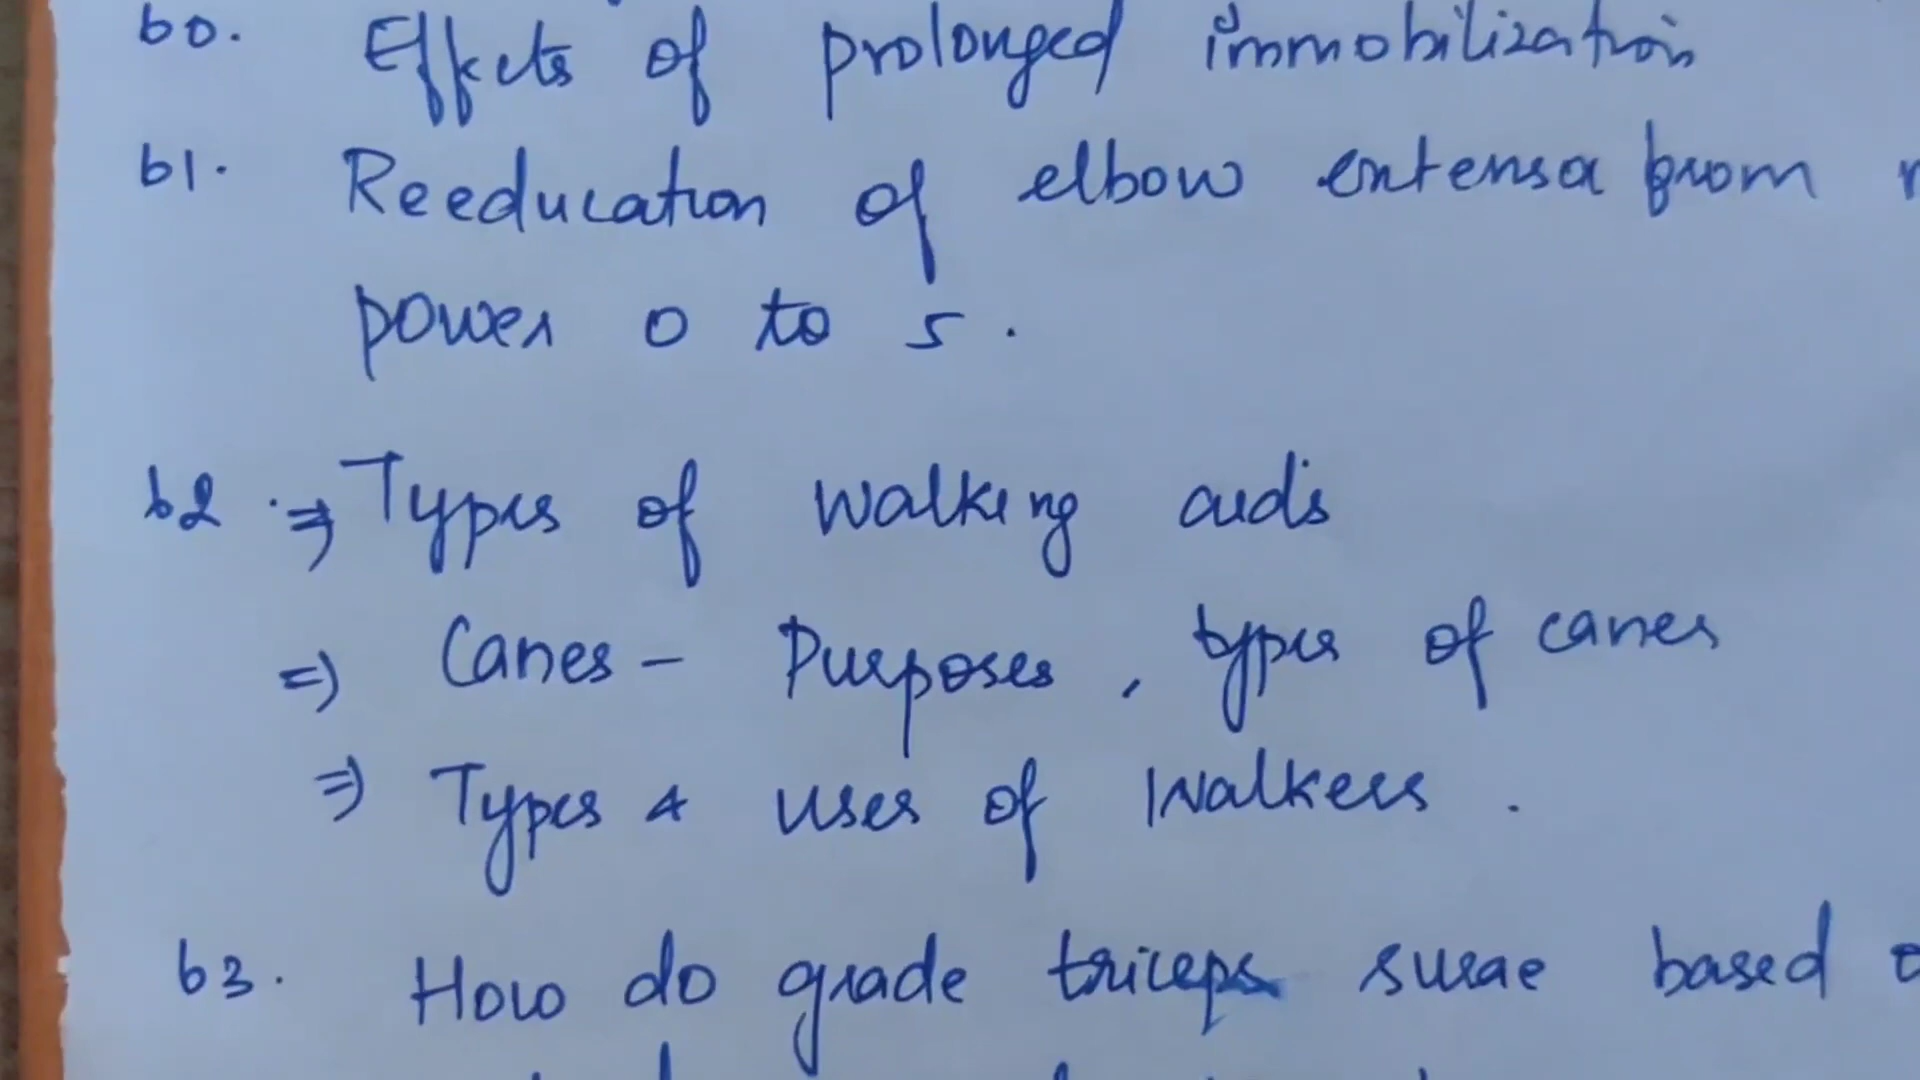 60. Effects of prolonged immobilization
61. Reeducation of elbow extensor from
power 0 to 5.
62. ⇒ Types of walking aids
⇒ Canes - Purposes, types of canes
⇒ Types & uses of Walkers.
63. How do grade triceps surae based